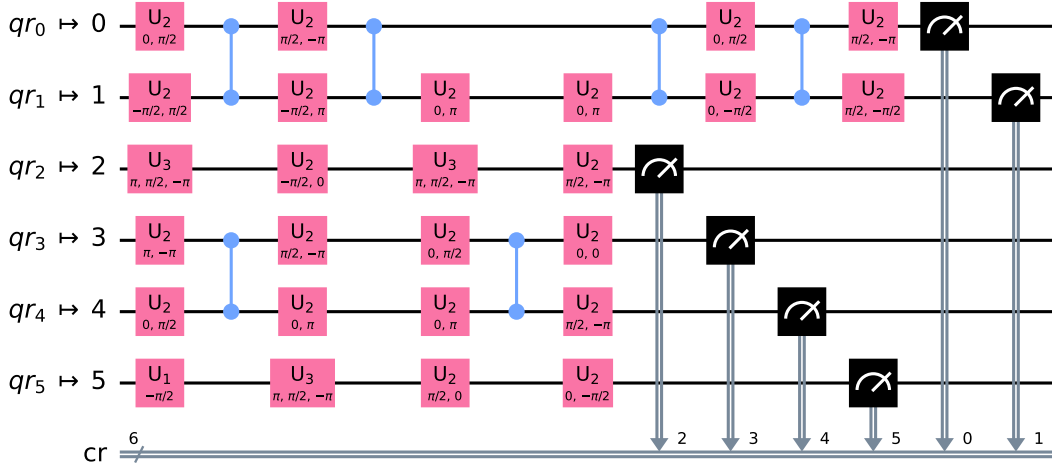 qr0 ↦ 0 U2 0, π/2 U2 π/2, −π U2 0, π/2 U2 π/2, −π
qr1 ↦ 1 U2 −π/2, π/2 U2 −π/2, π U2 0, π U2 0, π U2 0, −π/2 U2 π/2, −π/2
qr2 ↦ 2 U3 π, π/2, −π U2 −π/2, 0 U3 π, π/2, −π U2 π/2, −π
qr3 ↦ 3 U2 π, −π U2 π/2, −π U2 0, π/2 U2 0, 0
qr4 ↦ 4 U2 0, π/2 U2 0, π U2 0, π U2 π/2, −π
qr5 ↦ 5 U1 −π/2 U3 π, π/2, −π U2 π/2, 0 U2 0, −π/2
cr 6 2 3 4 5 0 1